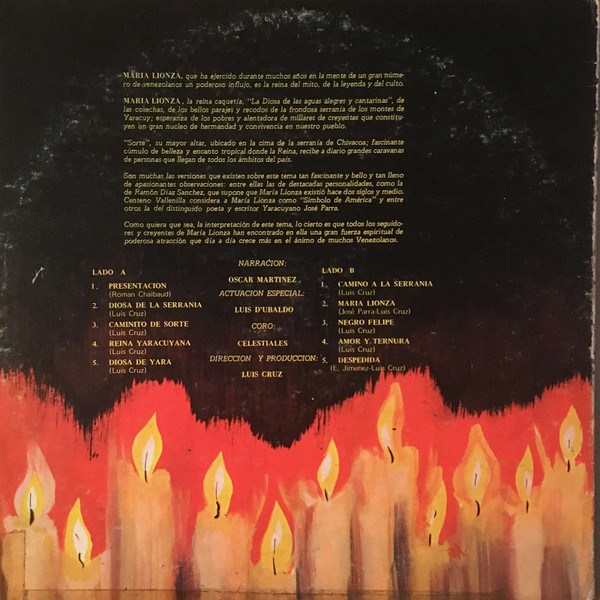 MARIA LIONZA, que ha ejercido durante muchos años en la mente de un gran núme-
ro de venezolanos un poderoso influjo, es la reina del mito, de la leyenda y del culto.
MARIA LIONZA, la reina caquetía, "La Diosa de las aguas alegres y cantarinas", de
las colechas, de los bellos parajes y recodos de la frondosa serranía de los montes de
Yaracuy; esperanza de los pobres y alentadora de millares de creyentes que constitu-
yen un gran nucleo de hermandad y convivencia en nuestro pueblo.
"Sorte", su mayor altar, ubicado en la cima de la serranía de Chivacoa; fascinante
cúmulo de belleza y encanto tropical donde la Reina, recibe a diario grandes caravanas
de personas que llegan de todos los ámbitos del país.
Son muchas las versiones que existen sobre este tema tan fascinante y bello y tan lleno
de apasionantes observaciones: entre ellas las de destacadas personalidades, como la
de Ramón Díaz Sanchez, que supone que María Lionza existió hace dos siglos y medio.
Centeno Vallenilla considera a María Lionza como "Símbolo de América" y entre
otros la del distinguido poeta y escritor Yaracuyano José Parra.
Como quiera que sea, la interpretación de este tema, lo cierto es que todos los seguido-
res y creyentes de María Lionza han encontrado en ella una gran fuerza espiritual de
poderosa atracción que día a día crece más en el ánimo de muchos Venezolanos.
LADO A
1. PRESENTACION
(Roman Chalbaud)
2. DIOSA DE LA SERRANIA
(Luis Cruz)
3. CAMINITO DE SORTE
(Luis Cruz)
4. REINA YARACUYANA
(Luis Cruz)
5. DIOSA DE YARA
(Luis Cruz)
NARRACION:
OSCAR MARTINEZ
ACTUACION ESPECIAL:
LUIS D'UBALDO
CORO:
CELESTIALES
DIRECCION Y PRODUCCION:
LUIS CRUZ
LADO B
1. CAMINO A LA SERRANIA
(Luis Cruz)
2. MARIA LIONZA
(José Parra-Luis Cruz)
3. NEGRO FELIPE
(Luis Cruz)
4. AMOR Y TERNURA
(Luis Cruz)
5. DESPEDIDA
(E. Jimenez-Luis Cruz)